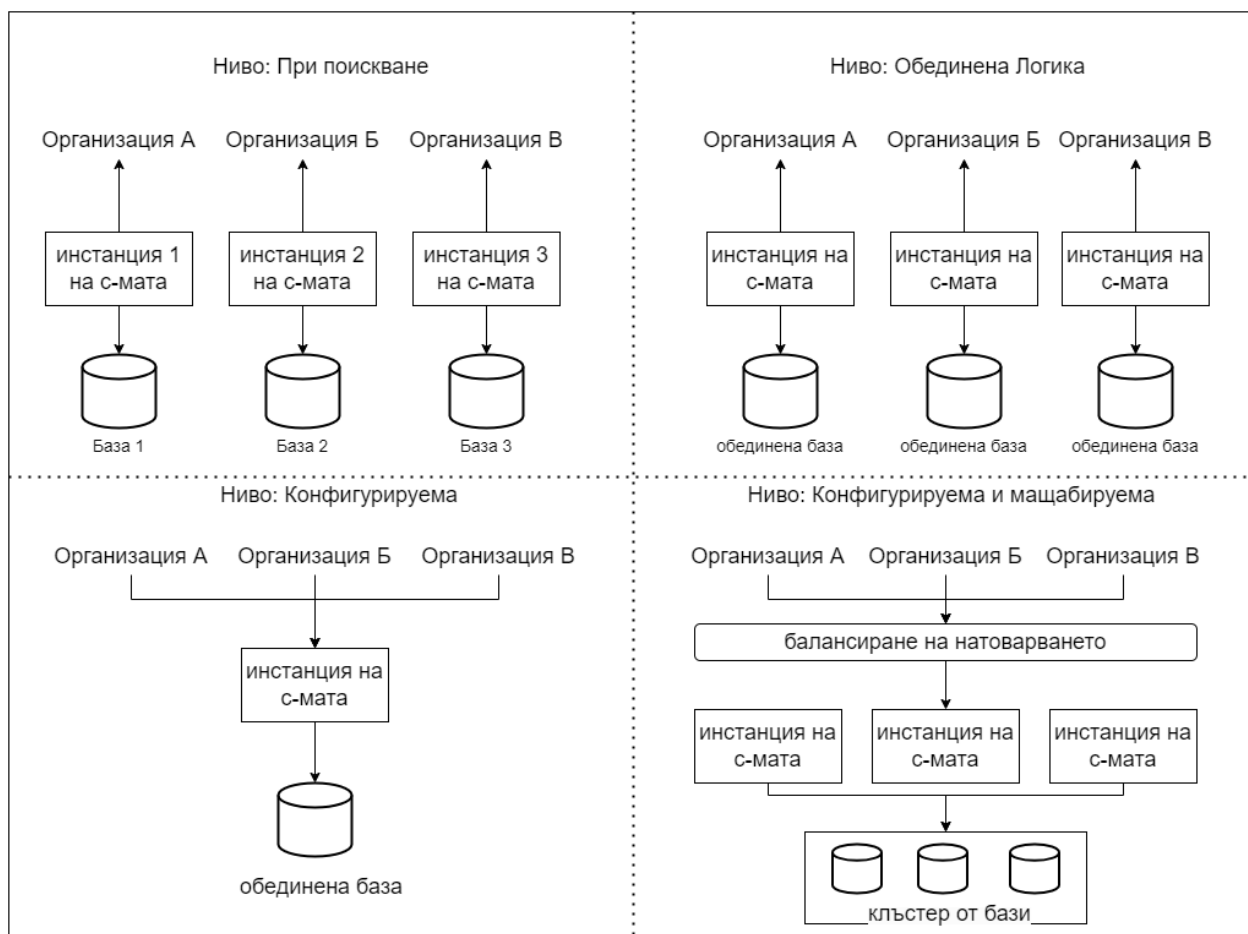 Ниво: При поискване
Организация А Организация Б Организация В
инстанция 1
на с-мата
инстанция 2
на с-мата
инстанция 3
на с-мата
База 1 База 2 База 3
Ниво: Обединена Логика
Организация А Организация Б Организация В
инстанция на
с-мата
инстанция на
с-мата
инстанция на
с-мата
обединена база обединена база обединена база
Ниво: Конфигурируема
Организация А Организация Б Организация В
инстанция на
с-мата
обединена база
Ниво: Конфигурируема и мащабируема
Организация А Организация Б Организация В
балансиране на натоварването
инстанция на
с-мата
инстанция на
с-мата
инстанция на
с-мата
клъстер от бази